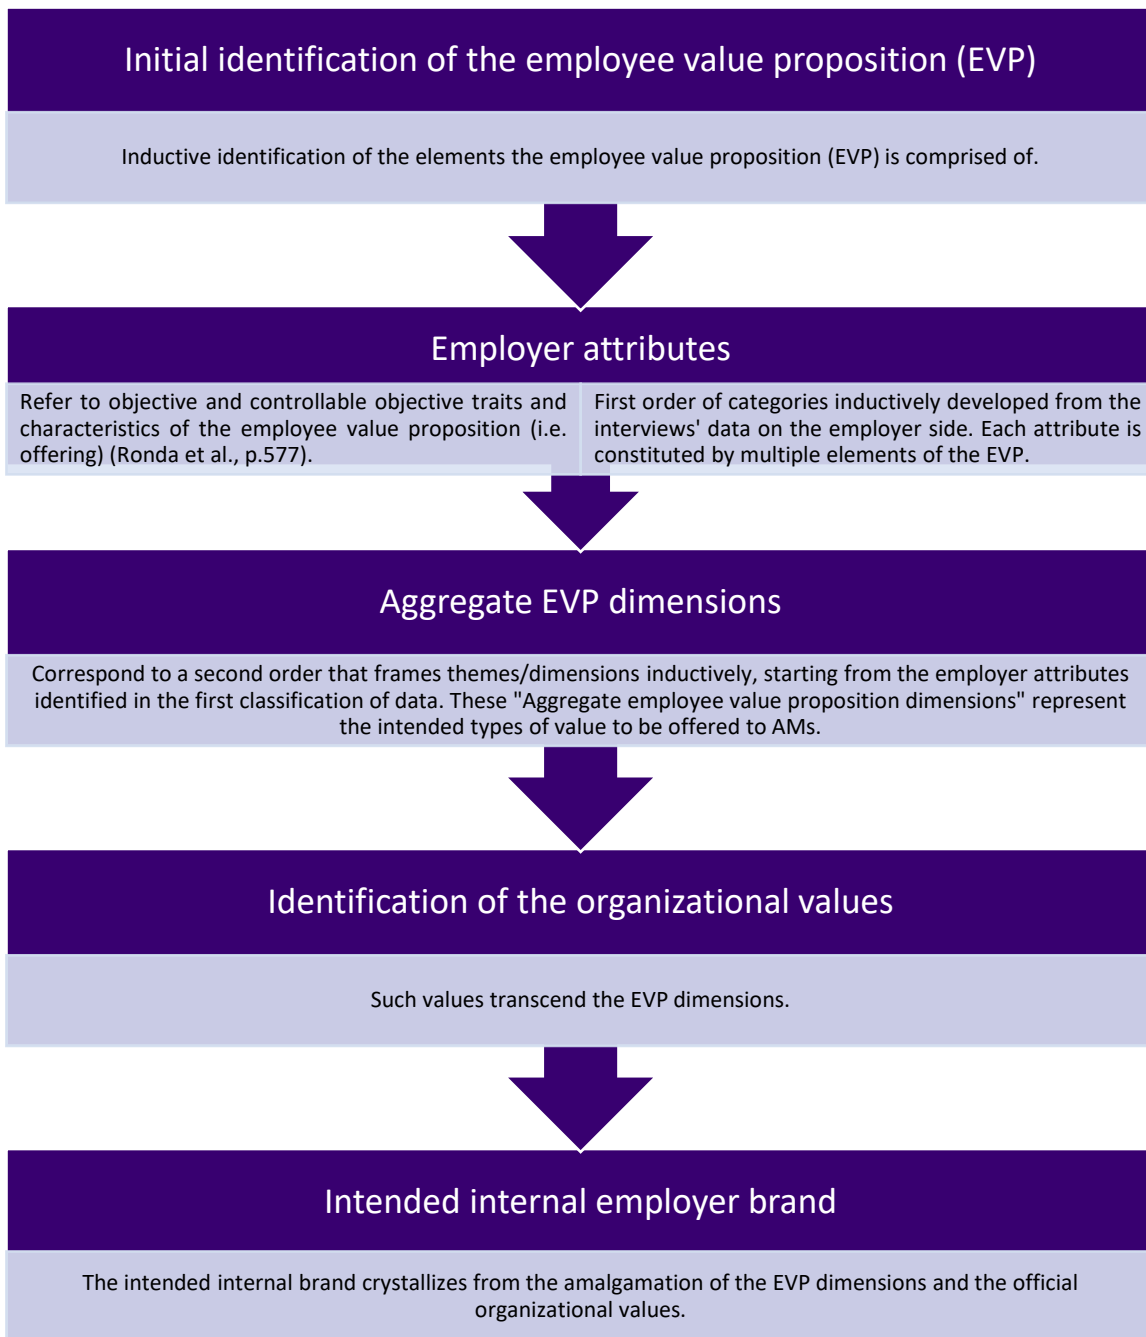 Initial identification of the employee value proposition (EVP)
Inductive identification of the elements the employee value proposition (EVP) is comprised of.
Employer attributes
Refer to objective and controllable objective traits and
characteristics of the employee value proposition (i.e.
offering) (Ronda et al., p.577).
First order of categories inductively developed from the
interviews' data on the employer side. Each attribute is
constituted by multiple elements of the EVP.
Aggregate EVP dimensions
Correspond to a second order that frames themes/dimensions inductively, starting from the employer attributes
identified in the first classification of data. These "Aggregate employee value proposition dimensions" represent
the intended types of value to be offered to AMs.
Identification of the organizational values
Such values transcend the EVP dimensions.
Intended internal employer brand
The intended internal brand crystallizes from the amalgamation of the EVP dimensions and the official
organizational values.